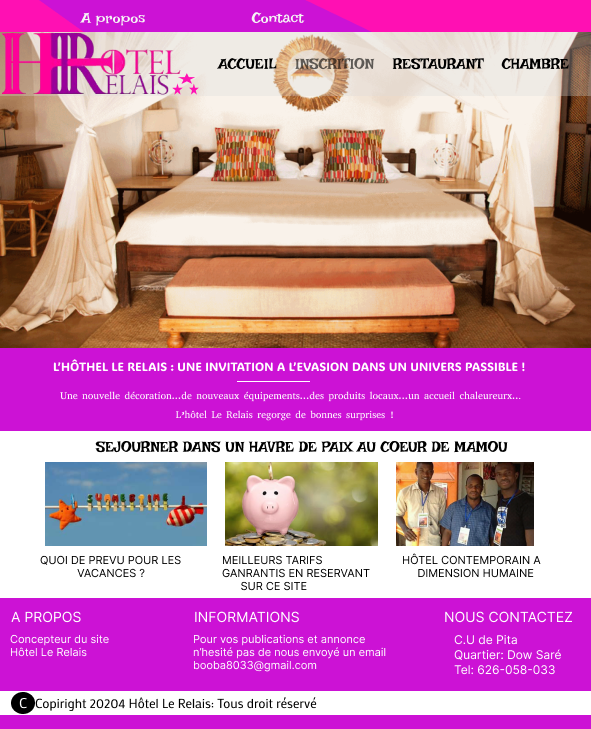 A propos Contact
HR HOTEL RELAIS
ACCUEIL INSCRITION RESTAURANT CHAMBRE
L'HÔTHEL LE RELAIS : UNE INVITATION A L'EVASION DANS UN UNIVERS PASSIBLE !
Une nouvelle décoration...de nouveaux équipements...des produits locaux...un accueil chaleureurx...
L'hôtel Le Relais regorge de bonnes surprises !
SEJOURNER DANS UN HAVRE DE PAIX AU COEUR DE MAMOU
SUMMERTIME
QUOI DE PREVU POUR LES
VACANCES ?
MEILLEURS TARIFS
GANRANTIS EN RESERVANT
SUR CE SITE
HÔTEL CONTEMPORAIN A
DIMENSION HUMAINE
A PROPOS
Concepteur du site
Hôtel Le Relais
INFORMATIONS
Pour vos publications et annonce
n'hesité pas de nous envoyé un email
booba8033@gmail.com
NOUS CONTACTEZ
C.U de Pita
Quartier: Dow Saré
Tel: 626-058-033
C Copiright 20204 Hôtel Le Relais: Tous droit réservé